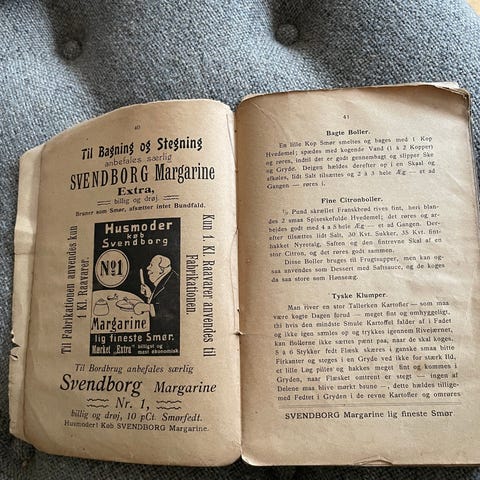 40
Til Bagning og Stegning
anbefales særlig
SVENDBORG Margarine
Extra,
billig og drøj
Bruner som Smør, afsætter intet Bundfald.
Til Fabrikationen anvendes kun
1 Kl. Raavarer.
Husmoder
køb
Svendborg
No1
Margarine
lig fineste Smør.
Mærket „Extra” billigst og
mest økonomisk
Kun 1. Kl. Raavarer anvendes til
Fabrikationen.
Til Bordbrug anbefales særlig
Svendborg Margarine
Nr. 1,
billig og drøj, 10 pCt. Smørfedt.
Husmoder! Køb SVENDBORG Margarine.
41
Bagte Boller.
En lille Kop Smør smeltes og bages med 1 Kop
Hvedemel; spædes med kogende Vand (1 à 2 Kopper)
og røres, indtil det er godt gennembagt og slipper Ske
og Gryde. Dejgen hældes derefter op i en Skaal og
afkøles, lidt Salt tilsættes og 2 à 3 hele Æg — et ad
Gangen — røres i.
Fine Citronboller.
½ Pund skrællet Franskbrød rives fint, heri blandes
godt 2 smaa Spiseskefulde Hvedemel; det røres op og
arbejdes godt med 4 à 5 hele Æg — et ad Gangen. Der-
efter tilsættes lidt Salt, 30 Kvt. Sukker, 35 Kvt. fint-
hakket Nyretalg, Saften og den fintrevne Skal af en
stor Citron, og det røres godt sammen.
Disse Boller bruges til Frugtsupper, men kan og-
saa anvendes som Dessert med Saftsauce, og de koges
da saa store som Hønseæg.
Tyske Klumper.
Man river en stor Tallerken Kartofler — som maa
være kogte Dagen forud — meget fint og omhyggeligt,
thi hvis den mindste Smule Kartoffel falder af i Fadet
og ikke igen smules op og trykkes igennem Rivejærnet,
kan Bollerne ikke sættes pænt naa, naar de skal koges.
5 à 6 Stykker fedt Flæsk skæres i ganske smaa bitte
Firkanter og steges i en Gryde ved ikke for stærk Ild,
et lille Løg pilles og hakkes meget fint og kommes i
Gryden, naar Flæsket omtrent er stegt — ingen af
Delene maa blive mørkt brune —, dette hældes tillige-
med Fedtet i Gryden i de revne Kartofler og omrøres
SVENDBORG Margarine lig fineste Smør